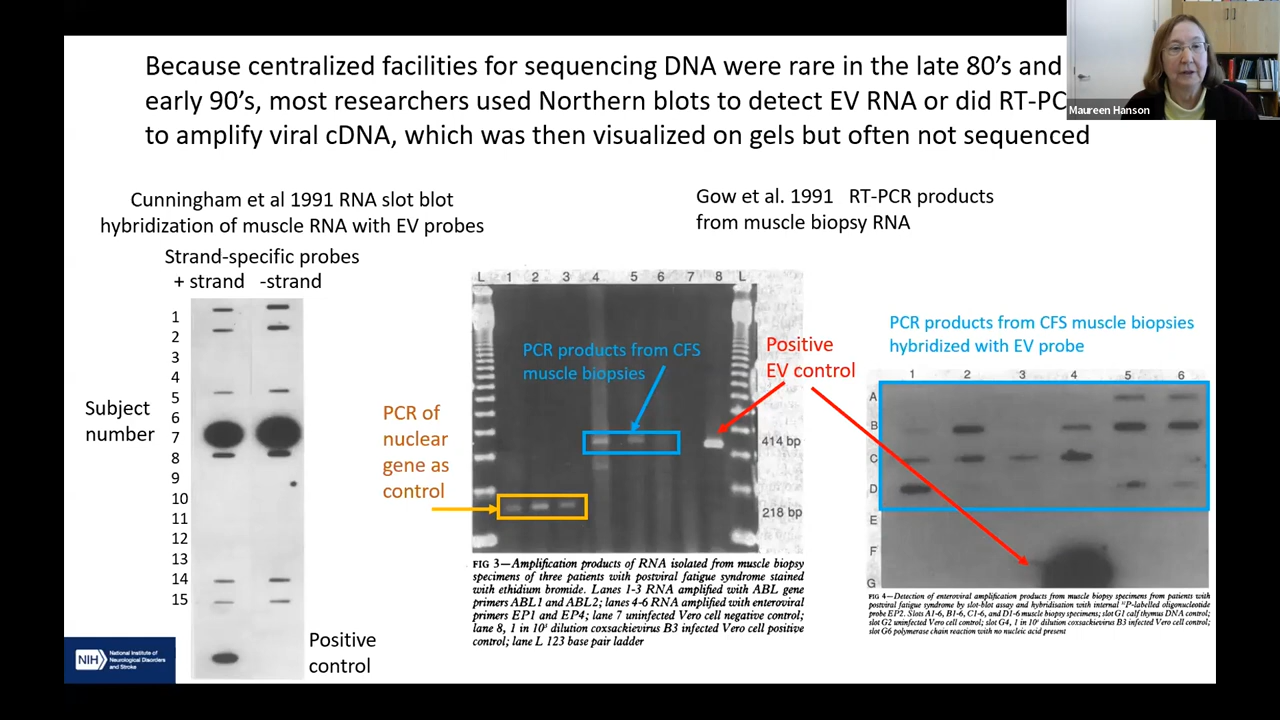 Because centralized facilities for sequencing DNA were rare in the late 80's and
early 90's, most researchers used Northern blots to detect EV RNA or did RT-PC
to amplify viral cDNA, which was then visualized on gels but often not sequenced
Maureen Hanson
Cunningham et al 1991 RNA slot blot
hybridization of muscle RNA with EV probes
Strand-specific probes
+ strand -strand
Subject
number
1
2
3
4
5
6
7
8
9
10
11
12
13
14
15
Positive
control
Gow et al. 1991 RT-PCR products
from muscle biopsy RNA
L 1 2 3 4 5 6 7 8 L
PCR products from CFS
muscle biopsies
Positive
EV control
PCR of
nuclear
gene as
control
414 bp
218 bp
FIG 3—Amplification products of RNA isolated from muscle biopsy
specimens of three patients with postviral fatigue syndrome stained
with ethidium bromide. Lanes 1-3 RNA amplified with ABL gene
primers ABL1 and ABL2; lanes 4-6 RNA amplified with enteroviral
primers EP1 and EP4; lane 7 uninfected Vero cell negative control;
lane 8, 1 in 10⁵ dilution coxsackievirus B3 infected Vero cell positive
control; lane L 123 base pair ladder
PCR products from CFS muscle biopsies
hybridized with EV probe
1 2 3 4 5 6
A
B
C
D
E
F
G
FIG 4—Detection of enteroviral amplification products from muscle biopsy specimens from patients with
postviral fatigue syndrome by slot-blot assay and hybridisation with internal ³²P-labelled oligonucleotide
probe EP2. Slots A1-6, B1-6, C1-6, and D1-6 muscle biopsy specimens; slot G1 calf thymus DNA control;
slot G2 uninfected Vero cell control; slot G4, 1 in dilution coxsackievirus B3 infected Vero cell control;
slot G6 polymerase chain reaction with no nucleic acid present
NIH
National Institute of
Neurological Disorders
and Stroke